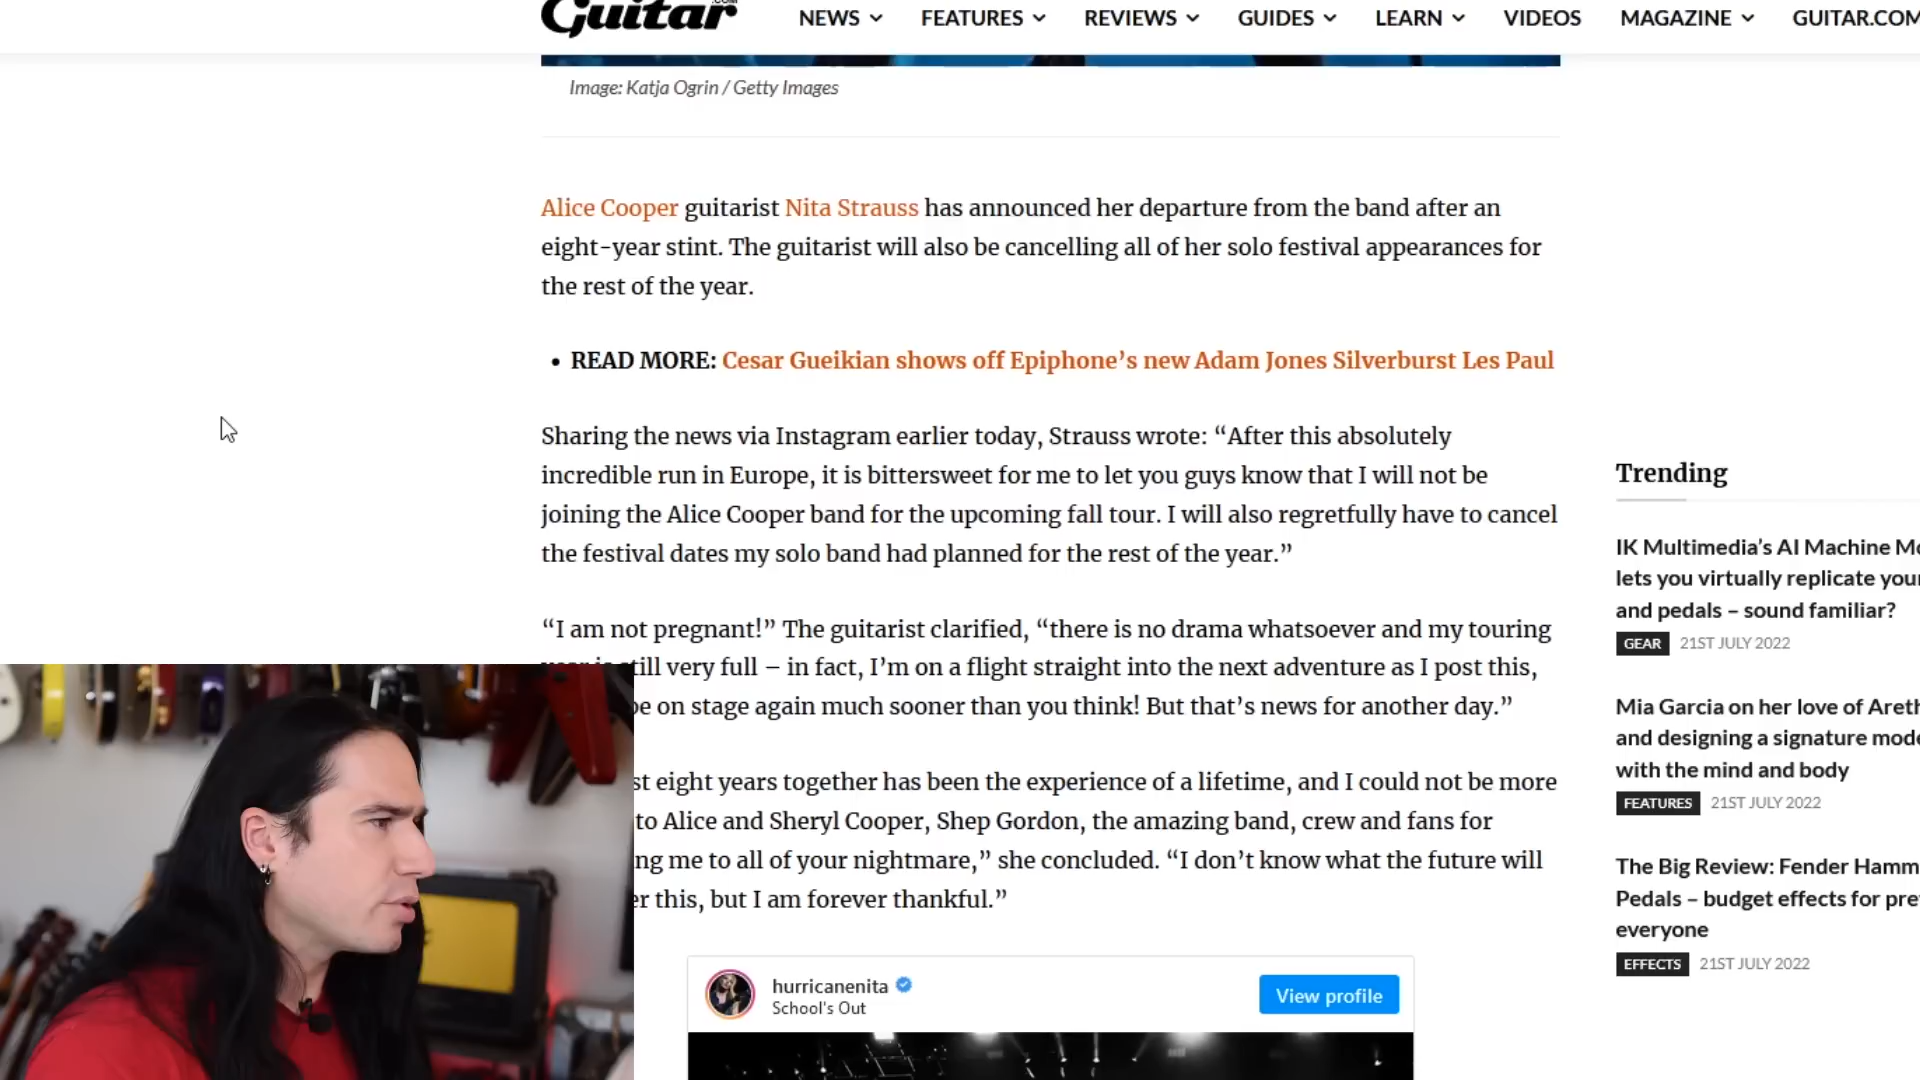 Guitar.COM
NEWS
FEATURES
REVIEWS
GUIDES
LEARN
VIDEOS
MAGAZINE
GUITAR.COM
Image: Katja Ogrin / Getty Images
Alice Cooper guitarist Nita Strauss has announced her departure from the band after an
eight-year stint. The guitarist will also be cancelling all of her solo festival appearances for
the rest of the year.
• READ MORE: Cesar Gueikian shows off Epiphone’s new Adam Jones Silverburst Les Paul
Sharing the news via Instagram earlier today, Strauss wrote: “After this absolutely
incredible run in Europe, it is bittersweet for me to let you guys know that I will not be
joining the Alice Cooper band for the upcoming fall tour. I will also regretfully have to cancel
the festival dates my solo band had planned for the rest of the year.”
“I am not pregnant!” The guitarist clarified, “there is no drama whatsoever and my touring
very full – in fact, I’m on a flight straight into the next adventure as I post this,
on stage again much sooner than you think! But that’s news for another day.”
eight years together has been the experience of a lifetime, and I could not be more
to Alice and Sheryl Cooper, Shep Gordon, the amazing band, crew and fans for
me to all of your nightmare,” she concluded. “I don’t know what the future will
this, but I am forever thankful.”
hurricanenita
School's Out
View profile
Trending
IK Multimedia’s AI Machine
lets you virtually replicate
and pedals – sound familiar?
GEAR 21ST JULY 2022
Mia Garcia on her love of
and designing a signature
with the mind and body
FEATURES 21ST JULY 2022
The Big Review: Fender
Pedals – budget effects for
everyone
EFFECTS 21ST JULY 2022